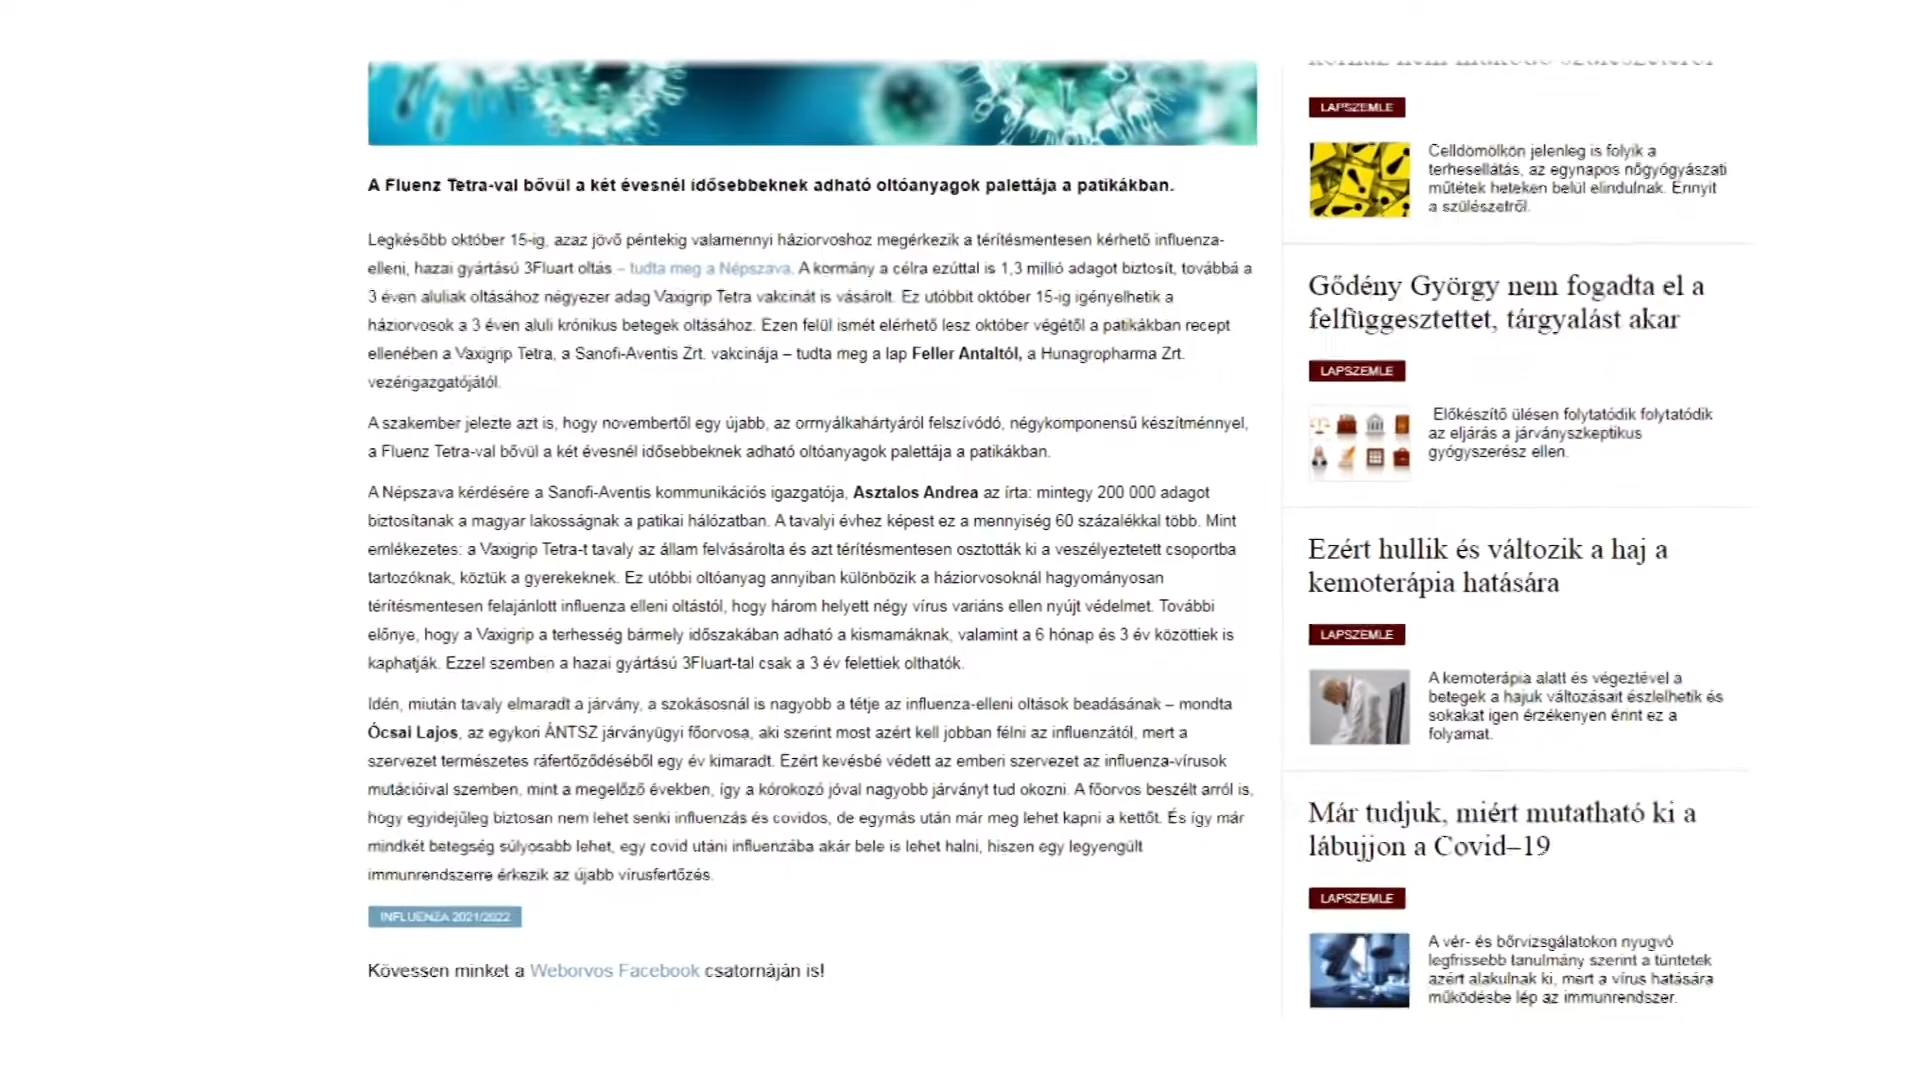 A Fluenz Tetra-val bővül a két évesnél idősebbeknek adható oltóanyagok palettája a patikákban.
Legkésőbb október 15-ig, azaz jövő péntekig valamennyi háziorvoshoz megérkezik a térítésmentesen kérhető influenza-
elleni, hazai gyártású 3Fluart oltás – tudta meg a Népszava. A kormány a célra ezúttal is 1,3 millió adagot biztosít, továbbá a
3 éven aluliak oltásához négyezer adag Vaxigrip Tetra vakcinát is vásárolt. Ez utóbbit október 15-ig igényelhetik a
háziorvosok a 3 éven aluli krónikus betegek oltásához. Ezen felül ismét elérhető lesz október végétől a patikákban recept
ellenében a Vaxigrip Tetra, a Sanofi-Aventis Zrt. vakcinája – tudta meg a lap Feller Antaltól, a Hunagropharma Zrt.
vezérigazgatójától.
A szakember jelezte azt is, hogy novembertől egy újabb, az orrnyálkahártyáról felszívódó, négykomponensű készítménnyel,
a Fluenz Tetra-val bővül a két évesnél idősebbeknek adható oltóanyagok palettája a patikákban.
A Népszava kérdésére a Sanofi-Aventis kommunikációs igazgatója, Asztalos Andrea az írta: mintegy 200 000 adagot
biztosítanak a magyar lakosságnak a patikai hálózatban. A tavalyi évhez képest ez a mennyiség 60 százalékkal több. Mint
emlékezetes: a Vaxigrip Tetra-t tavaly az állam felvásárolta és azt térítésmentesen osztották ki a veszélyeztetett csoportba
tartozóknak, köztük a gyerekeknek. Ez utóbbi oltóanyag annyiban különbözik a háziorvosoknál hagyományosan
térítésmentesen felajánlott influenza elleni oltástól, hogy három helyett négy vírus variáns ellen nyújt védelmet. További
előnye, hogy a Vaxigrip a terhesség bármely időszakában adható a kismamáknak, valamint a 6 hónap és 3 év közöttiek is
kaphatják. Ezzel szemben a hazai gyártású 3Fluart-tal csak a 3 év felettiek olthatók.
Idén, miután tavaly elmaradt a járvány, a szokásosnál is nagyobb a tétje az influenza-elleni oltások beadásának – mondta
Ócsai Lajos, az egykori ÁNTSZ járványügyi főorvosa, aki szerint most azért kell jobban félni az influenzától, mert a
szervezet természetes ráfertőződéséből egy év kimaradt. Ezért kevésbé védett az emberi szervezet az influenza-vírusok
mutációival szemben, mint a megelőző években, így a kórokozó jóval nagyobb járványt tud okozni. A főorvos beszélt arról is,
hogy egyidejűleg biztosan nem lehet senki influenzás és covidos, de egymás után már meg lehet kapni a kettőt. És így már
mindkét betegség súlyosabb lehet, egy covid utáni influenzába akár bele is lehet halni, hiszen egy legyengült
immunrendszerre érkezik az újabb vírusfertőzés.
INFLUENZA 2021/2022
Kövessen minket a Weborvos Facebook csatornáján is!
LAPSZEMLE
Celldömölkön jelenleg is folyik a
terhesellátás, az egynapos nőgyógyászati
műtétek heteken belül elindulnak. Ennyit
a szülészetről.
Gődény György nem fogadta el a
felfüggesztettet, tárgyalást akar
LAPSZEMLE
Előkészítő ülésen folytatódik folytatódik
az eljárás a járványszkeptikus
gyógyszerész ellen.
Ezért hullik és változik a haj a
kemoterápia hatására
LAPSZEMLE
A kemoterápia alatt és végeztével a
betegek a hajuk változásait észlelhetik és
sokakat igen érzékenyen érint ez a
folyamat.
Már tudjuk, miért mutatható ki a
lábujjon a Covid–19
LAPSZEMLE
A vér- és bőrvizsgálatokon nyugvó
legfrissebb tanulmány szerint a tünetek
azért alakulnak ki, mert a vírus hatására
működésbe lép az immunrendszer.